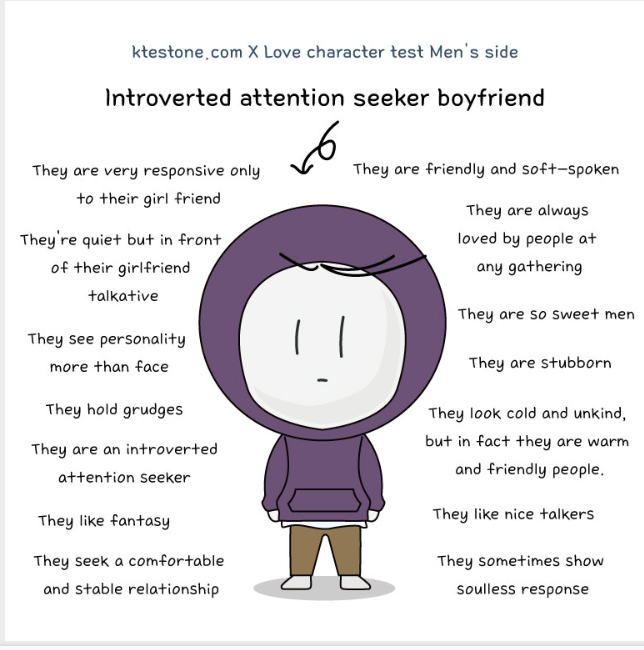 ktestone.com X Love character test Men's side
Introverted attention seeker boyfriend
They are very responsive only
to their girl friend
They're quiet but in front
of their girlfriend
talkative
They see personality
more than face
They hold grudges
They are an introverted
attention seeker
They like fantasy
They seek a comfortable
and stable relationship
They are friendly and soft-spoken
They are always
loved by people at
any gathering
They are so sweet men
They are stubborn
They look cold and unkind,
but in fact they are warm
and friendly people.
They like nice talkers
They sometimes show
soulless response